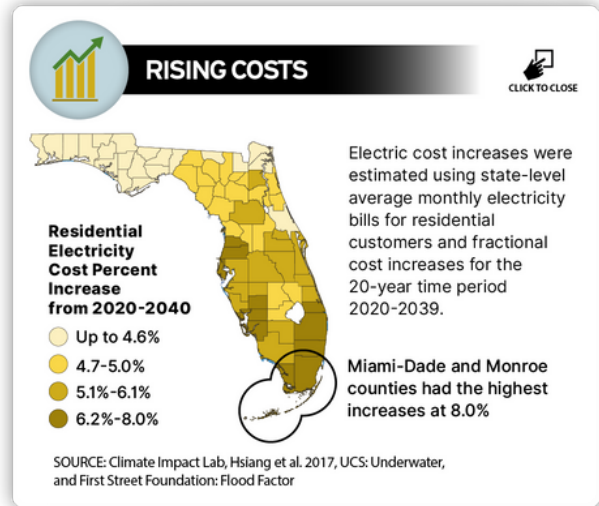 RISING COSTS
CLICK TO CLOSE
Electric cost increases were
estimated using state-level
average monthly electricity
bills for residential
customers and fractional
cost increases for the
20-year time period
2020-2039.
Residential
Electricity
Cost Percent
Increase
from 2020-2040
Up to 4.6%
4.7-5.0%
5.1%-6.1%
6.2%-8.0%
Miami-Dade and Monroe
counties had the highest
increases at 8.0%
SOURCE: Climate Impact Lab, Hsiang et al. 2017, UCS: Underwater,
and First Street Foundation: Flood Factor